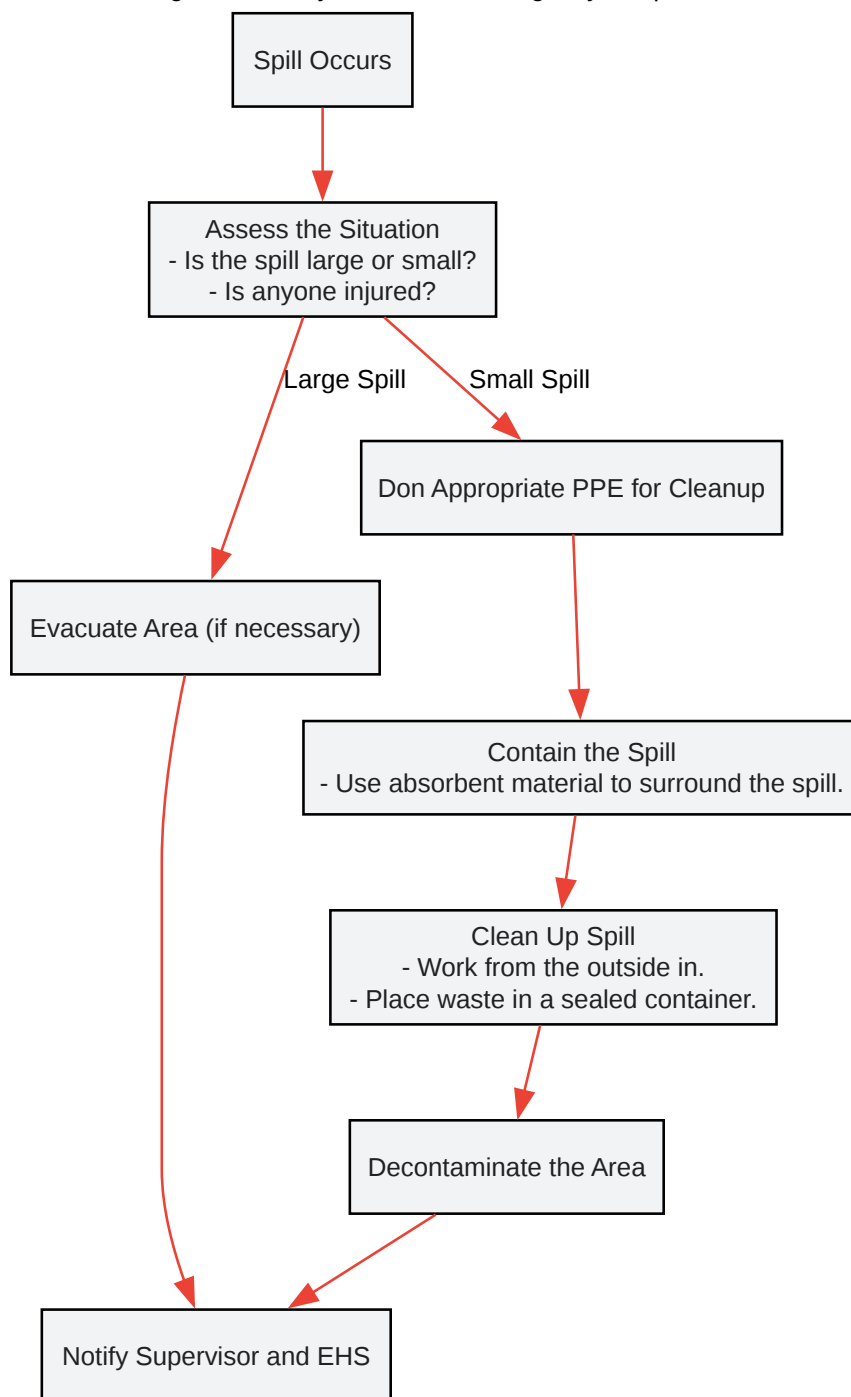 Spill Occurs
Assess the Situation
- Is the spill large or small?
- Is anyone injured?
Large Spill
Small Spill
Don Appropriate PPE for Cleanup
Evacuate Area (if necessary)
Contain the Spill
- Use absorbent material to surround the spill.
Clean Up Spill
- Work from the outside in.
- Place waste in a sealed container.
Decontaminate the Area
Notify Supervisor and EHS